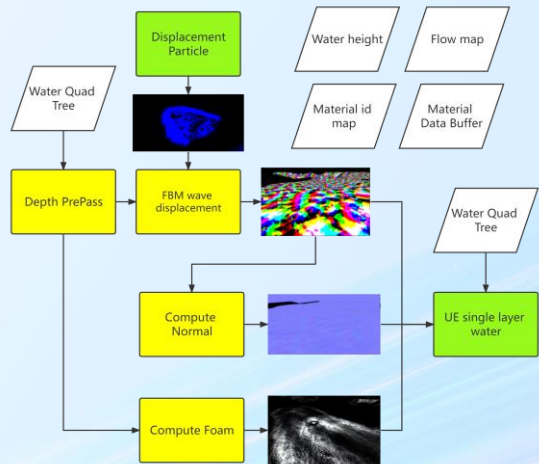 Displacement
Particle
Water height
Flow map
Water Quad
Tree
Material id
map
Material
Data Buffer
Depth PrePass
FBM wave
displacement
Water Quad
Tree
Compute
Normal
UE single layer
water
Compute Foam